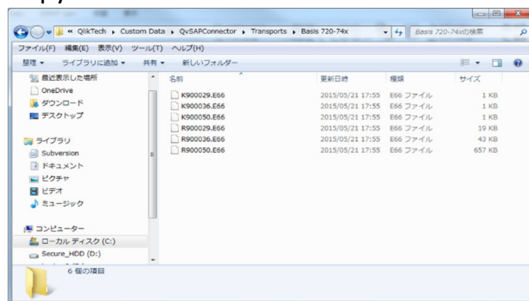 « QlikTech ▸ Custom Data ▸ QvSAPConnector ▸ Transports ▸ Basis 720-74x
Basis 720-74xの検索
ファイル(F) 編集(E) 表示(V) ツール(T) ヘルプ(H)
整理 ライブラリに追加 共有 新しいフォルダー
最近表示した場所
OneDrive
ダウンロード
デスクトップ
ライブラリ
Subversion
ドキュメント
ピクチャ
ビデオ
ミュージック
コンピューター
ローカル ディスク (C:)
Secure_HDD (D:)
名前 更新日時 種類 サイズ
K900029.E66 2015/05/21 17:55 E66 ファイル 1 KB
K900036.E66 2015/05/21 17:55 E66 ファイル 1 KB
K900050.E66 2015/05/21 17:55 E66 ファイル 1 KB
R900029.E66 2015/05/21 17:55 E66 ファイル 19 KB
R900036.E66 2015/05/21 17:55 E66 ファイル 43 KB
R900050.E66 2015/05/21 17:55 E66 ファイル 657 KB
6 個の項目